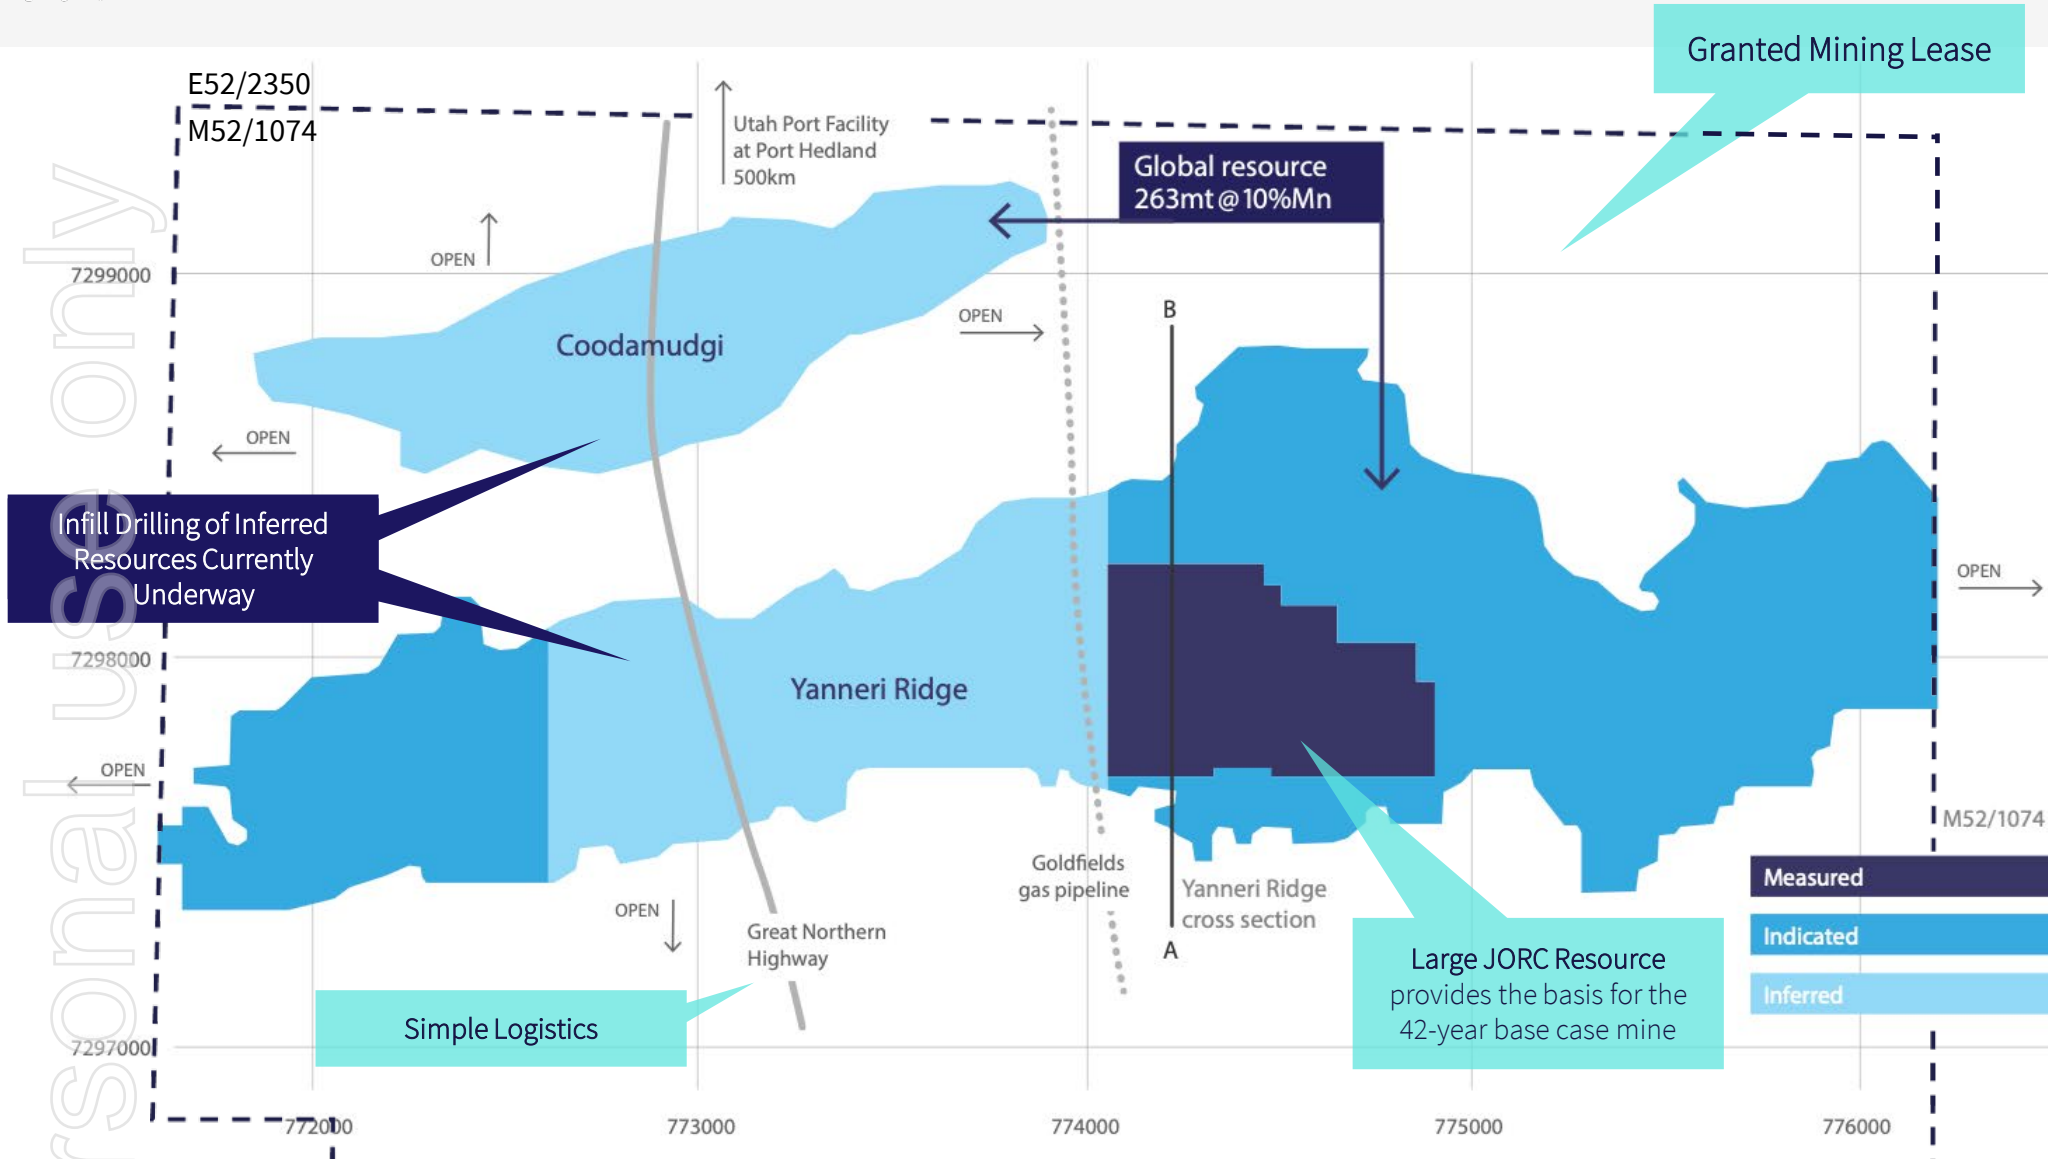 E52/2350
M52/1074
Utah Port Facility
at Port Hedland
500km
Granted Mining Lease
Global resource
263mt @ 10%Mn
OPEN
7299000
OPEN
B
Coodamudgi
OPEN
Infill Drilling of Inferred
Resources Currently
Underway
OPEN
7298000
Yanneri Ridge
OPEN
M52/1074
Goldfields
gas pipeline
Yanneri Ridge
cross section
A
OPEN
Great Northern
Highway
Measured
Indicated
Inferred
Large JORC Resource
provides the basis for the
42-year base case mine
Simple Logistics
7297000
772000
773000
774000
775000
776000
rsonal use only